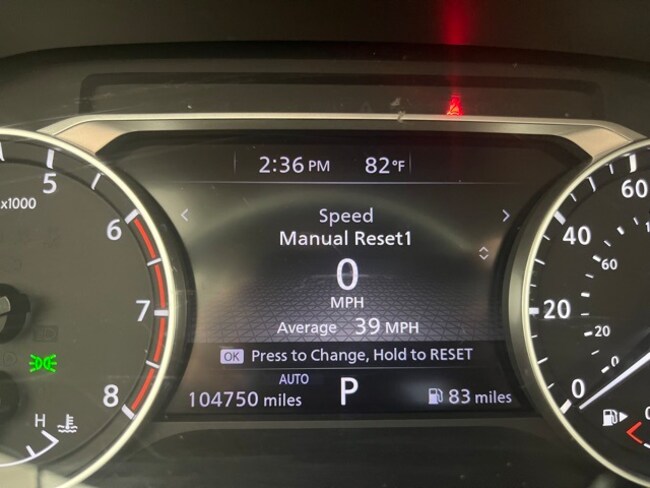 2:36 PM 82°F
< Speed >
Manual Reset1
0
MPH
Average 39 MPH
OK Press to Change, Hold to RESET
AUTO
104750 miles P 83 miles
5
x1000
6
7
8
H
60
40
60
20
20
0
0